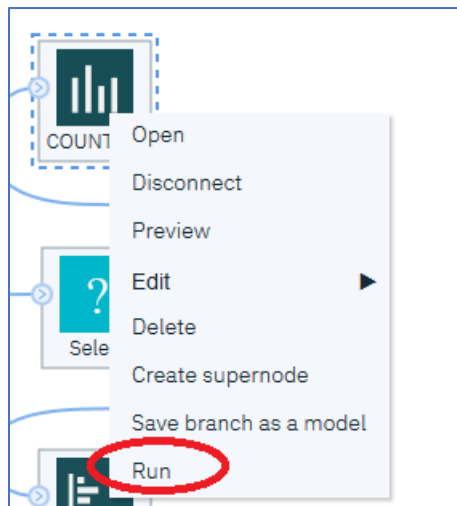 COUNT
Open
Disconnect
Preview
Edit
Sele
Delete
Create supernode
Save branch as a model
Run